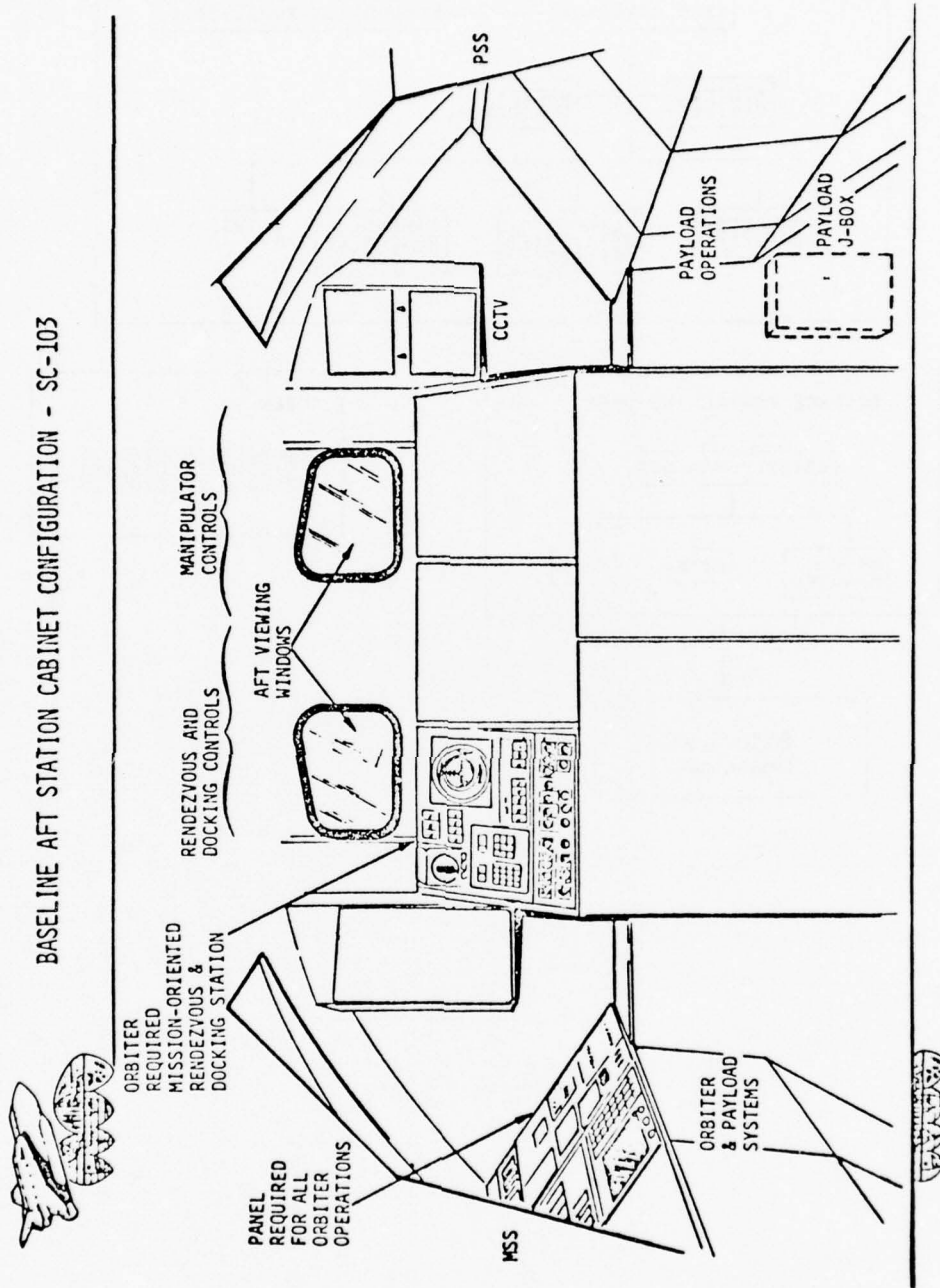 BASELINE AFT STATION CABINET CONFIGURATION - SC-103
ORBITER
REQUIRED
MISSION-ORIENTED
RENDEZVOUS &
DOCKING STATION
RENDEZVOUS AND
DOCKING CONTROLS
MANIPULATOR
CONTROLS
AFT VIEWING
WINDOWS
PANEL
REQUIRED
FOR ALL
ORBITER
OPERATIONS
MSS
ORBITER
& PAYLOAD
SYSTEMS
CCTV
PSS
PAYLOAD
OPERATIONS
PAYLOAD
J-BOX